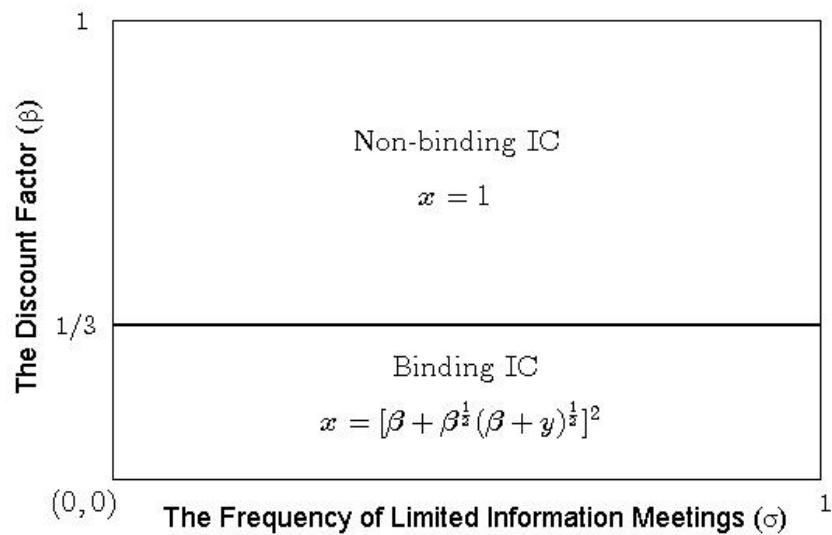 1
The Discount Factor (β)
Non-binding IC
x = 1
1/3
Binding IC
x = [β + β^{1/2}(β + y)^{1/2}]^2
(0, 0)
1
The Frequency of Limited Information Meetings (σ)